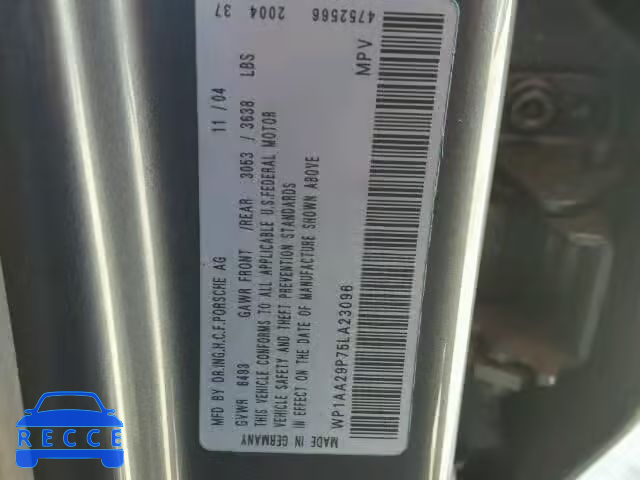 4752566
2004 37
MPV
MFD BY DR.ING.H.C.F.PORSCHE AG 11/04
GVWR 6493 GAWR FRONT /REAR 3053 / 3638 LBS
THIS VEHICLE CONFORMS TO ALL APPLICABLE U.S.FEDERAL MOTOR
VEHICLE SAFETY AND THEFT PREVENTION STANDARDS
IN EFFECT ON THE DATE OF MANUFACTURE SHOWN ABOVE
MADE IN GERMANY WP1AA29P75LA23096
RECCE